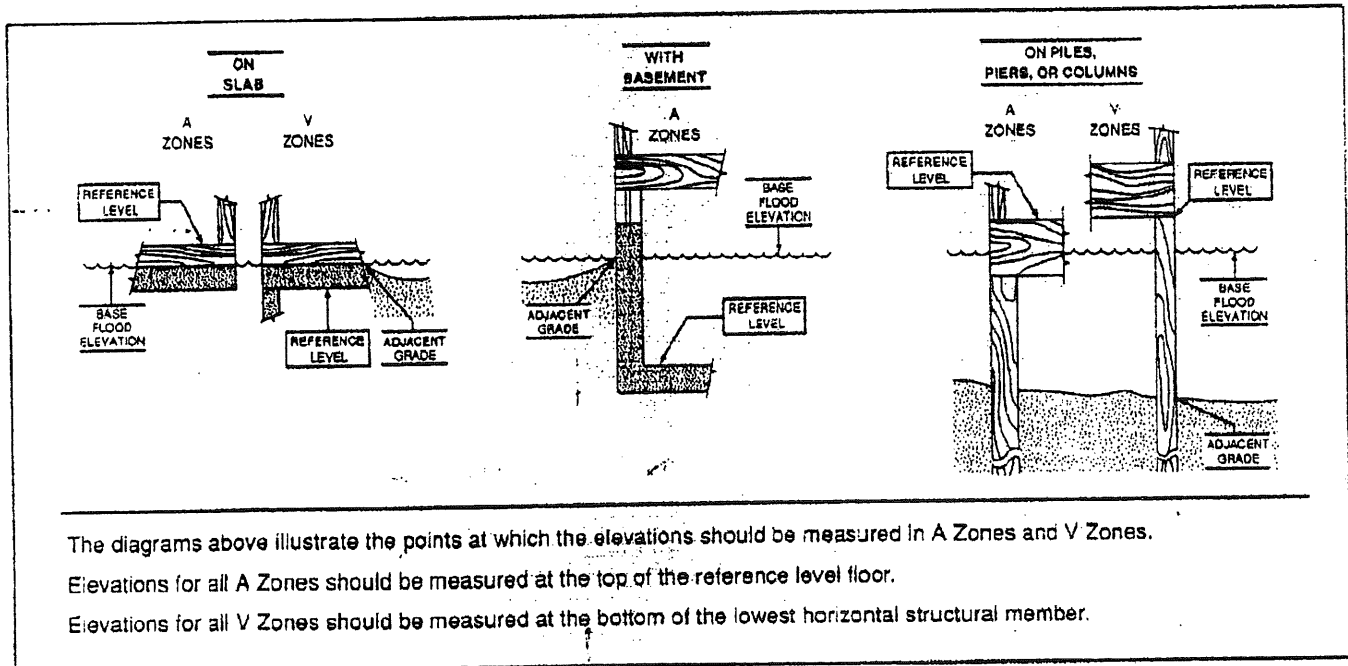 ON
SLAB
A
ZONES
V
ZONES
REFERENCE
LEVEL
BASE
FLOOD
ELEVATION
REFERENCE
LEVEL
ADJACENT
GRADE
WITH
BASEMENT
A
ZONES
BASE
FLOOD
ELEVATION
ADJACENT
GRADE
REFERENCE
LEVEL
ON PILES,
PIERS, OR COLUMNS
A
ZONES
V
ZONES
REFERENCE
LEVEL
REFERENCE
LEVEL
BASE
FLOOD
ELEVATION
ADJACENT
GRADE
The diagrams above illustrate the points at which the elevations should be measured in A Zones and V Zones.
Elevations for all A Zones should be measured at the top of the reference level floor.
Elevations for all V Zones should be measured at the bottom of the lowest horizontal structural member.